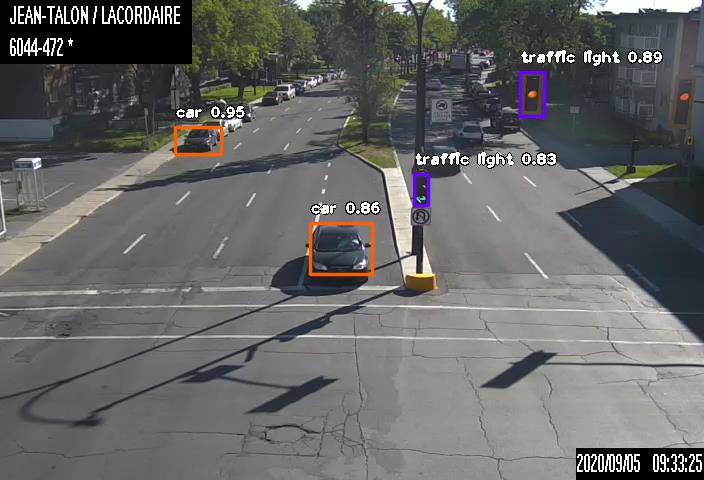 JEAN-TALON / LACORDAIRE
6044-472 *
traffic light 0.89
car 0.95
traffic light 0.83
car 0.86
2020/09/05 09:33:25